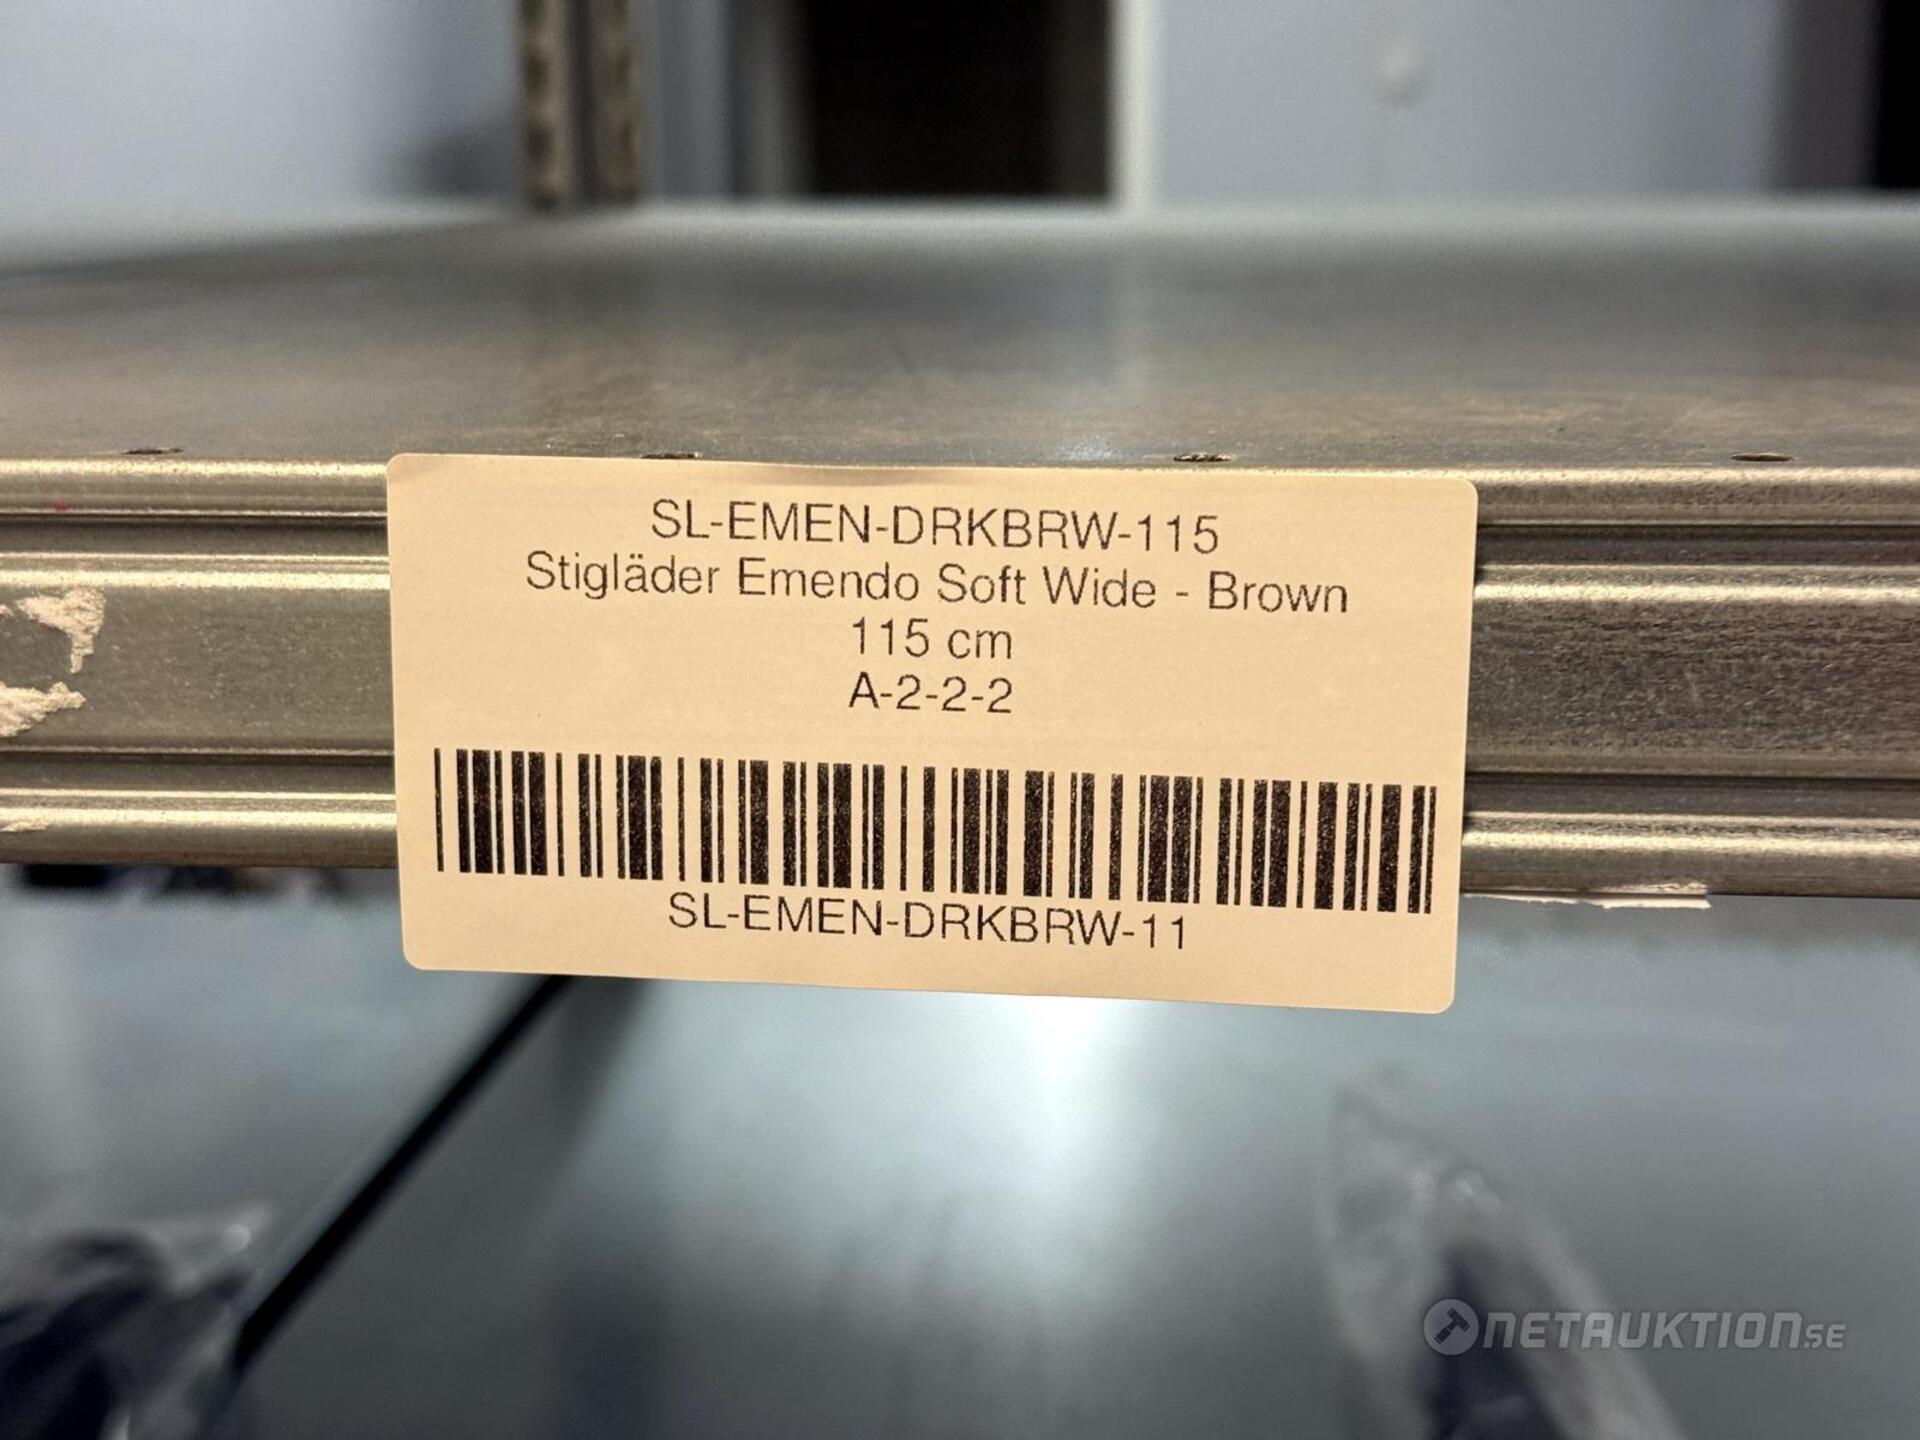 SL-EMEN-DRKBRW-115
Stigläder Emendo Soft Wide - Brown
115 cm
A-2-2-2
SL-EMEN-DRKBRW-11
NETAUKTION.SE